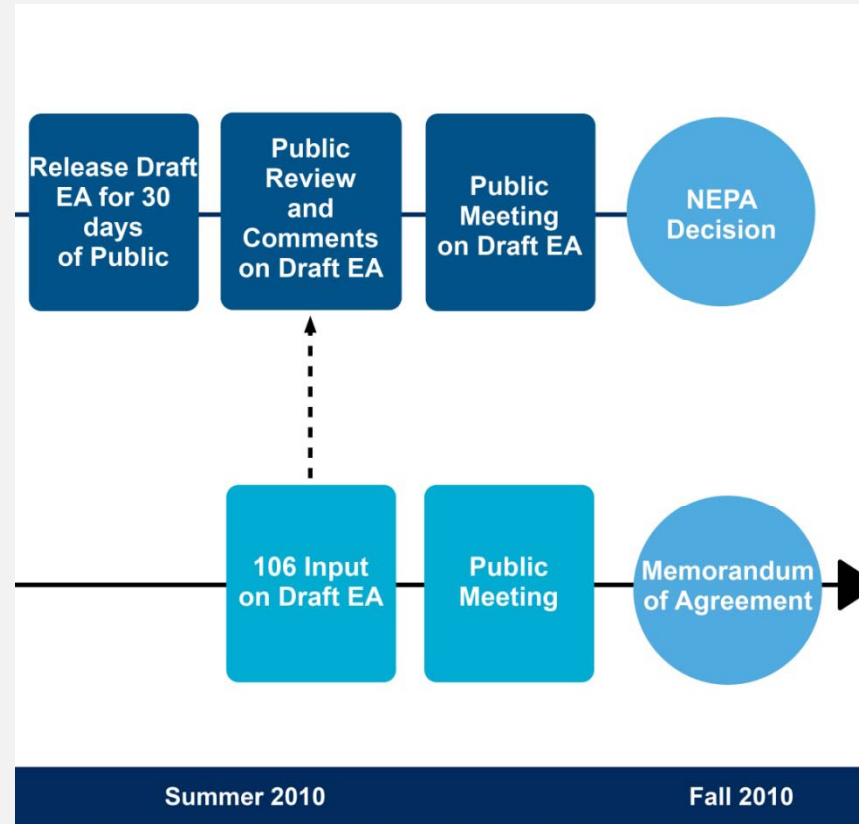 Release Draft
EA for 30
days
of Public
Public
Review
and
Comments
on Draft EA
Public
Meeting
on Draft EA
NEPA
Decision
106 Input
on Draft EA
Public
Meeting
Memorandum
of Agreement
Summer 2010
Fall 2010